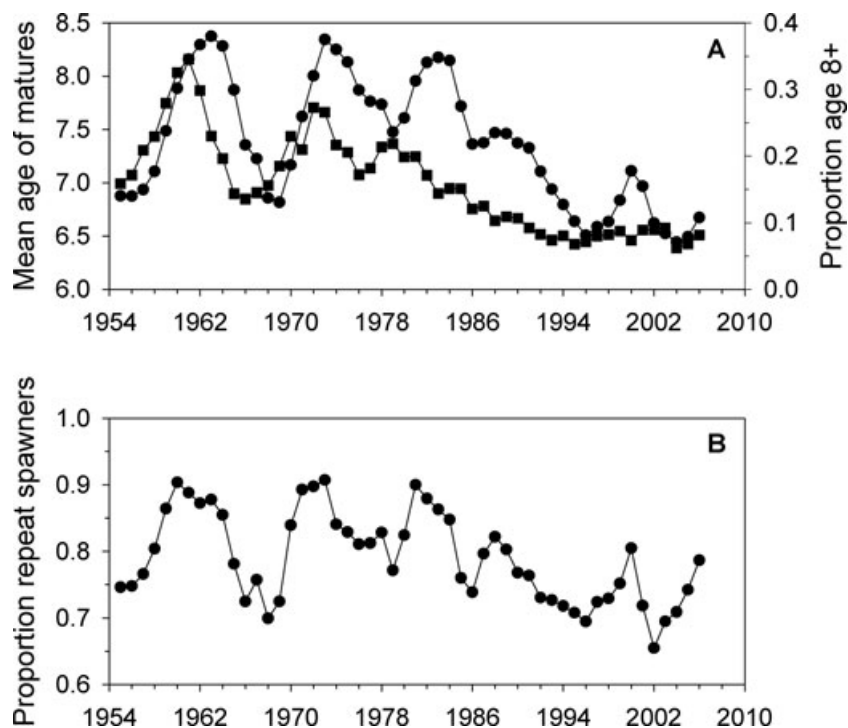 8.5
8.0
7.5
7.0
6.5
6.0
Mean age of matures
A
0.4
0.3
0.2
0.1
0.0
Proportion age 8+
1954 1962 1970 1978 1986 1994 2002 2010
1.0
0.9
0.8
0.7
0.6
Proportion repeat spawners
B
1954 1962 1970 1978 1986 1994 2002 2010